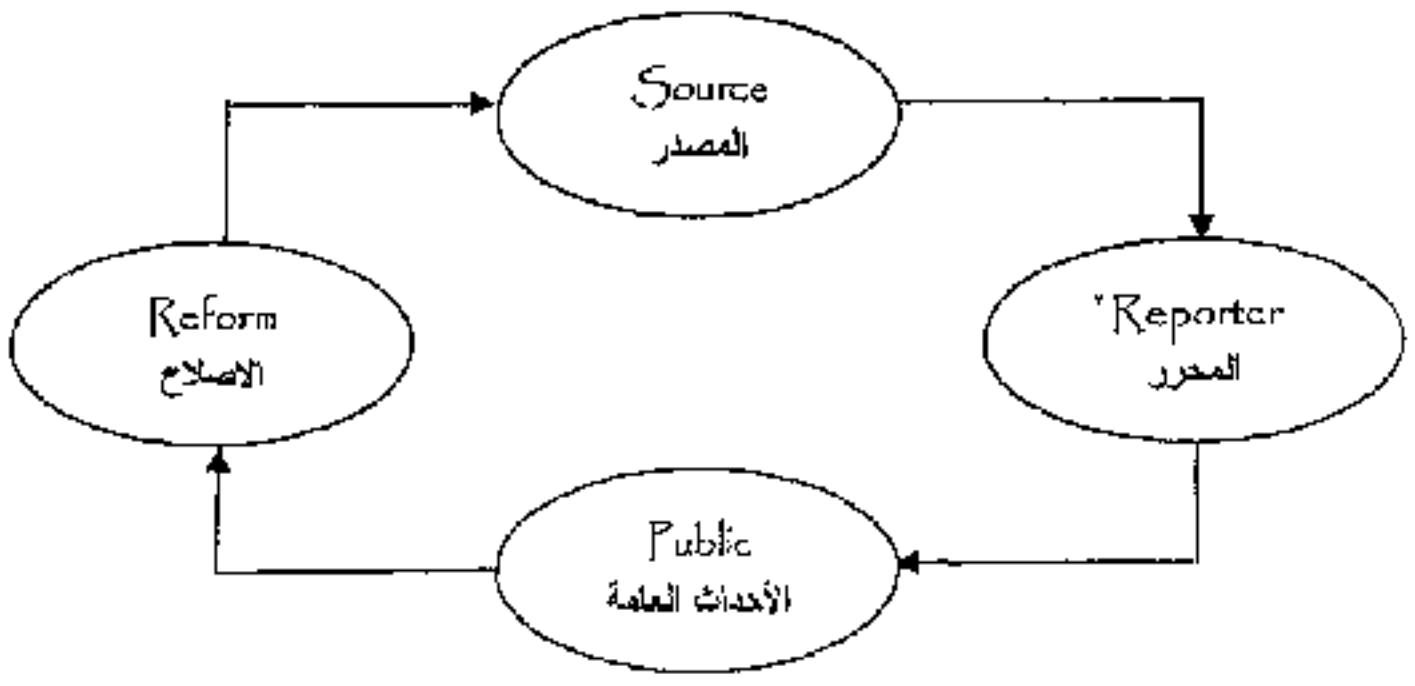 Source
المصدر
Reporter
المحرر
Public
الأحداث العامة
Reform
الاصلاح